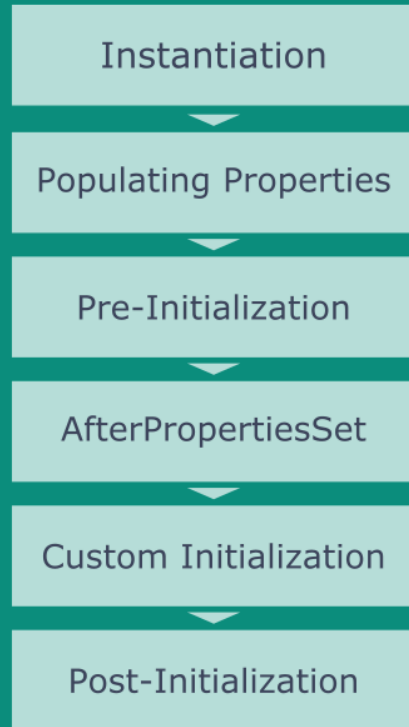 Instantiation
Populating Properties
Pre-Initialization
AfterPropertiesSet
Custom Initialization
Post-Initialization